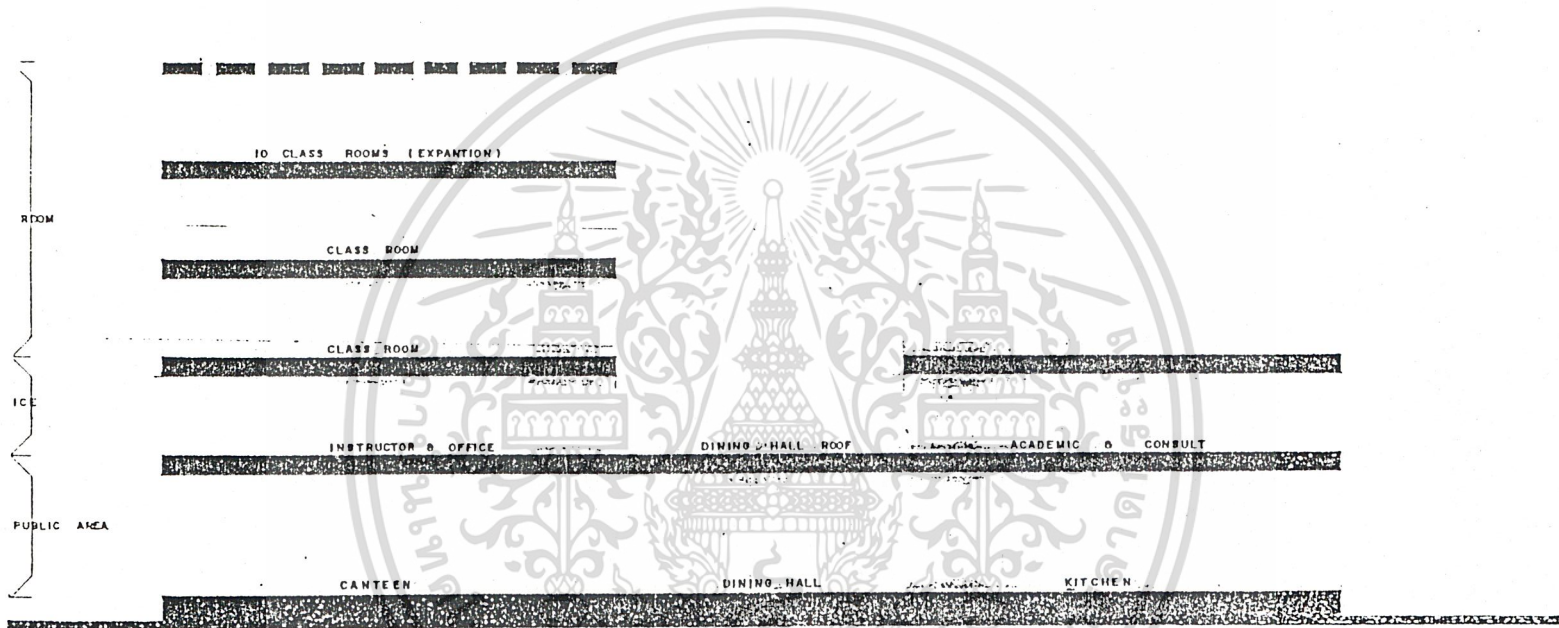 10 CLASS ROOMS (EXPANTION)
ROOM
CLASS ROOM
CLASS ROOM
ICE
INSTRUCTOR & OFFICE
DINING HALL ROOF
ACADEMIC & CONSULT
PUBLIC AREA
CANTEEN
DINING HALL
KITCHEN